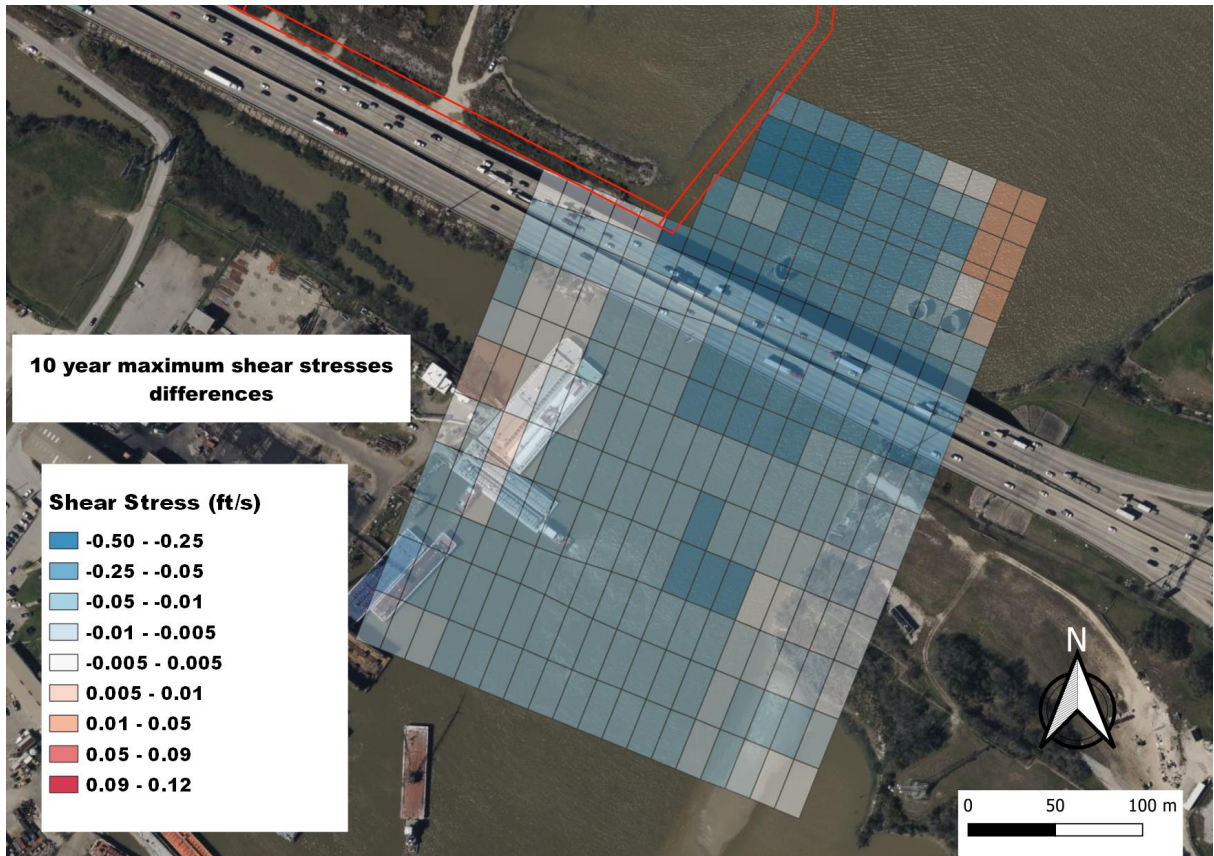 10 year maximum shear stresses
differences
Shear Stress (ft/s)
-0.50 - -0.25
-0.25 - -0.05
-0.05 - -0.01
-0.01 - -0.005
-0.005 - 0.005
0.005 - 0.01
0.01 - 0.05
0.05 - 0.09
0.09 - 0.12
N
0 50 100 m